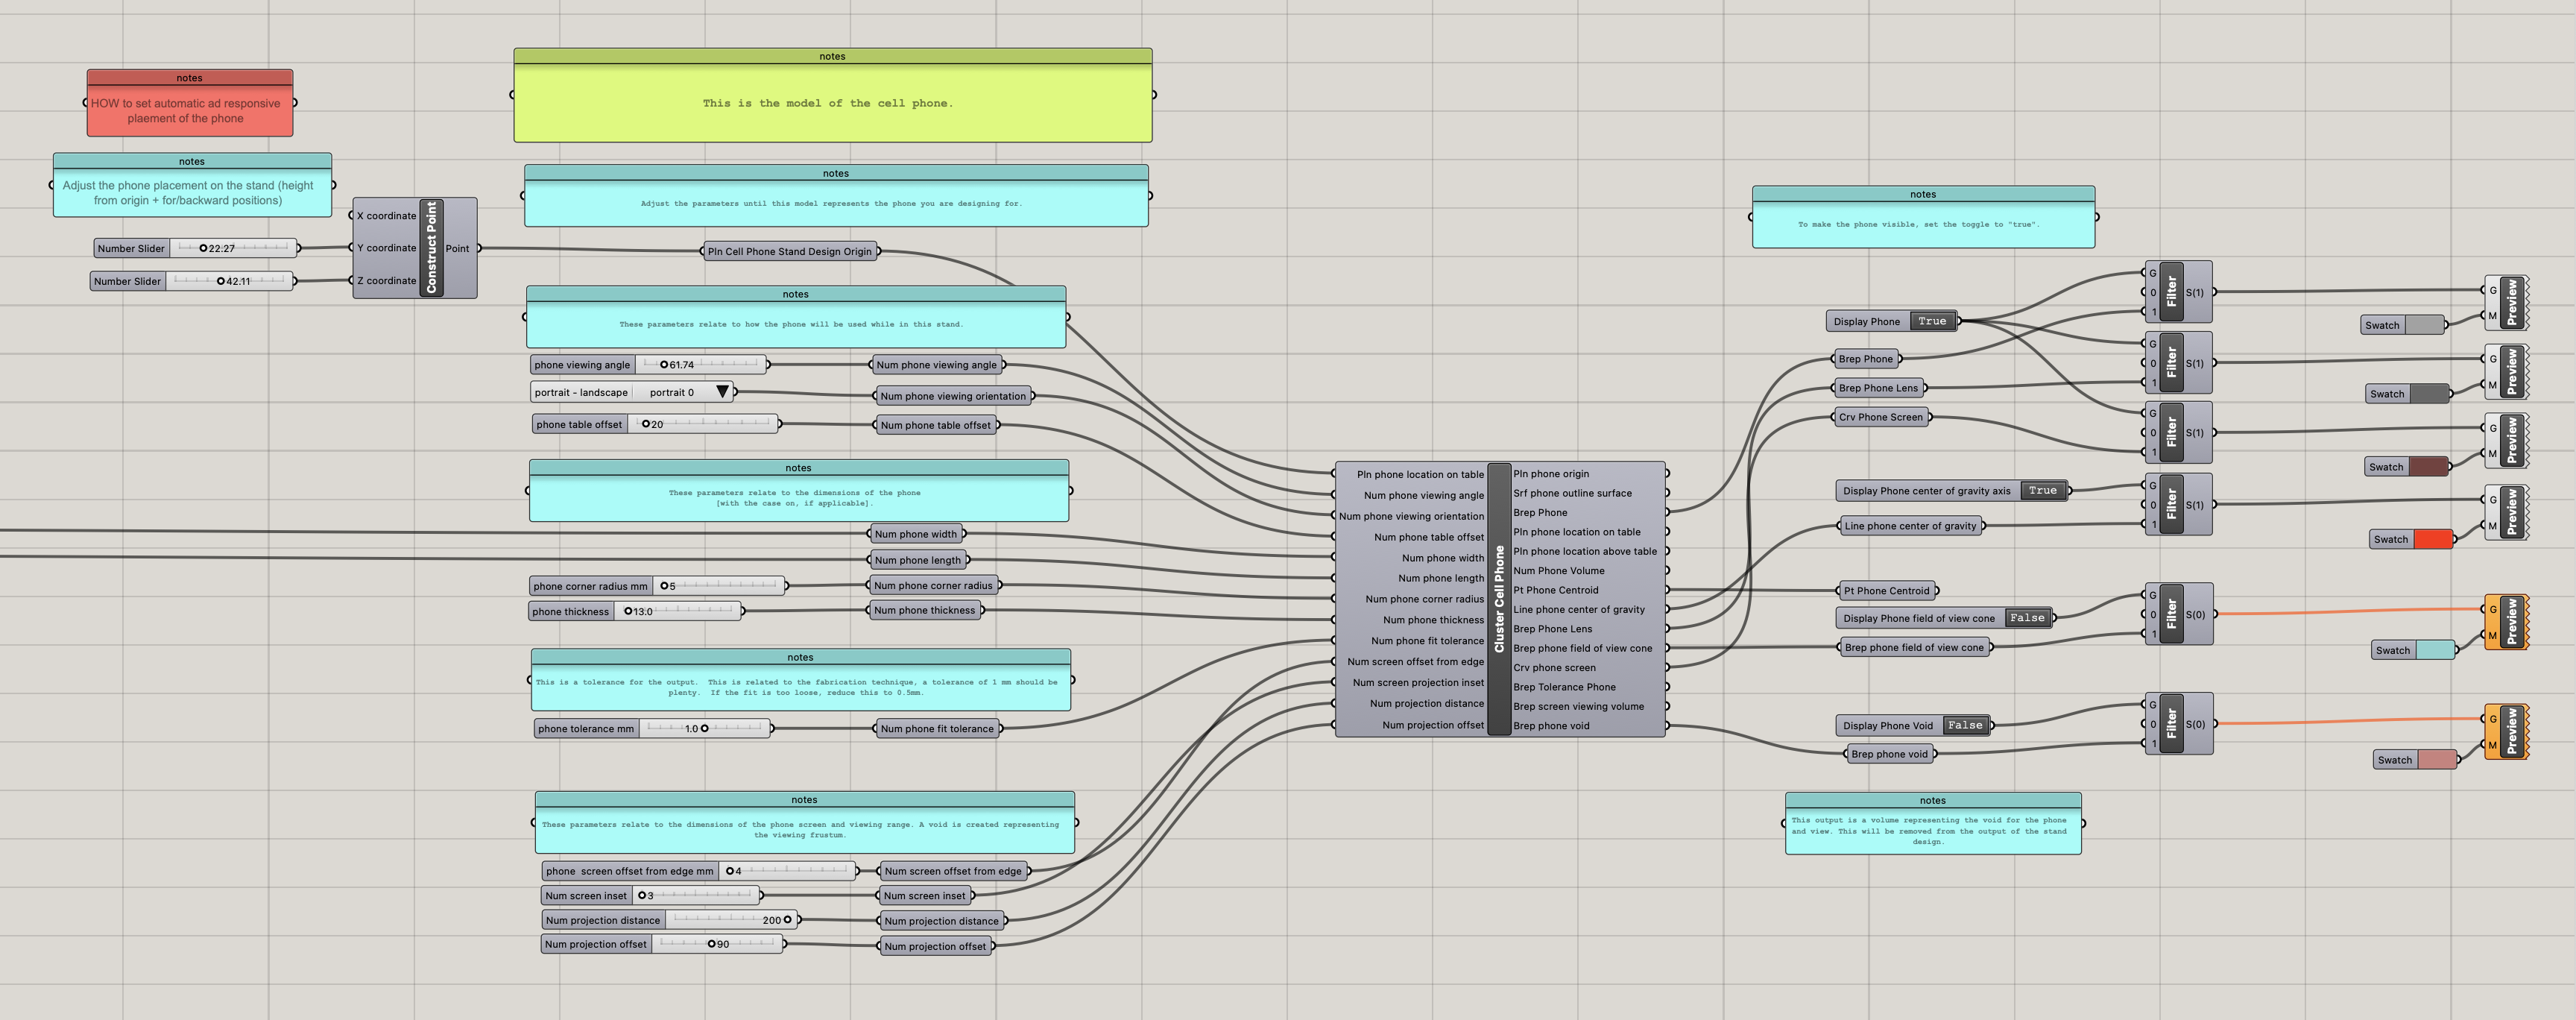 notes
HOW to set automatic ad responsive
plaement of the phone
notes
Adjust the phone placement on the stand (height
from origin + for/backward positions)
Number Slider 22.27
Number Slider 42.11
X coordinate
Y coordinate
Z coordinate
Construct Point
Point
notes
This is the model of the cell phone.
notes
Adjust the parameters until this model represents the phone you are designing for.
Pln Cell Phone Stand Design Origin
notes
These parameters relate to how the phone will be used while in this stand.
phone viewing angle 61.74
Num phone viewing angle
portrait - landscape portrait 0
Num phone viewing orientation
phone table offset 20
Num phone table offset
notes
These parameters relate to the dimensions of the phone
[with the case on, if applicable].
Num phone width
Num phone length
phone corner radius mm 5
Num phone corner radius
phone thickness 13.0
Num phone thickness
notes
This is a tolerance for the output. This is related to the fabrication technique, a tolerance of 1 mm should be
plenty. If the fit is too loose, reduce this to 0.5mm.
phone tolerance mm 1.0
Num phone fit tolerance
notes
These parameters relate to the dimensions of the phone screen and viewing range. A void is created representing
the viewing frustum.
phone screen offset from edge mm 4
Num screen offset from edge
Num screen inset 3
Num screen inset
Num projection distance 200
Num projection distance
Num projection offset 90
Num projection offset
Pln phone location on table
Num phone viewing angle
Num phone viewing orientation
Num phone table offset
Num phone width
Num phone length
Num phone corner radius
Num phone thickness
Num phone fit tolerance
Num screen offset from edge
Num screen projection inset
Num projection distance
Num projection offset
Cluster Cell Phone
Pln phone origin
Srf phone outline surface
Brep Phone
Pln phone location on table
Pln phone location above table
Num Phone Volume
Pt Phone Centroid
Line phone center of gravity
Brep Phone Lens
Brep phone field of view cone
Crv phone screen
Brep Tolerance Phone
Brep screen viewing volume
Brep phone void
notes
To make the phone visible, set the toggle to "true".
Display Phone True
Brep Phone
Brep Phone Lens
Crv Phone Screen
Display Phone center of gravity axis True
Line phone center of gravity
Pt Phone Centroid
Display Phone field of view cone False
Brep phone field of view cone
Display Phone Void False
Brep phone void
notes
This output is a volume representing the void for the phone
and view. This will be removed from the output of the stand
design.
G
0
1
Filter
S(1)
G
0
1
Filter
S(1)
G
0
1
Filter
S(1)
G
0
1
Filter
S(1)
G
0
1
Filter
S(0)
G
0
1
Filter
S(0)
Swatch
G
M
Preview
Swatch
G
M
Preview
Swatch
G
M
Preview
Swatch
G
M
Preview
Swatch
G
M
Preview
Swatch
G
M
Preview